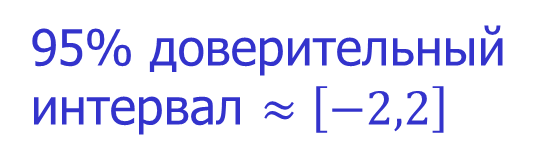 95% доверительный
интервал ≈ [−2,2]